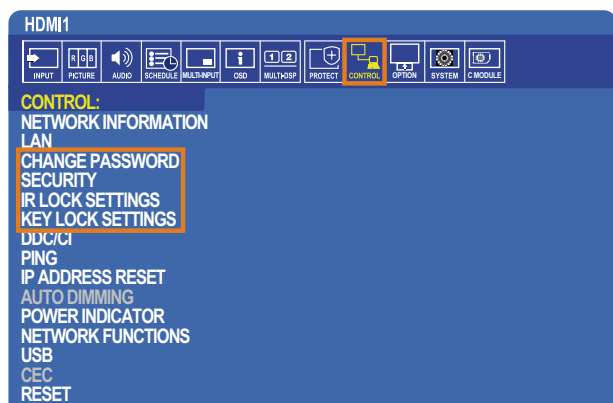 HDMI1
R G B
1 2
INPUT PICTURE AUDIO SCHEDULE MULTI-INPUT OSD MULTI-DSP PROTECT CONTROL OPTION SYSTEM C MODULE
CONTROL:
NETWORK INFORMATION
LAN
CHANGE PASSWORD
SECURITY
IR LOCK SETTINGS
KEY LOCK SETTINGS
DDC/CI
PING
IP ADDRESS RESET
AUTO DIMMING
POWER INDICATOR
NETWORK FUNCTIONS
USB
CEC
RESET